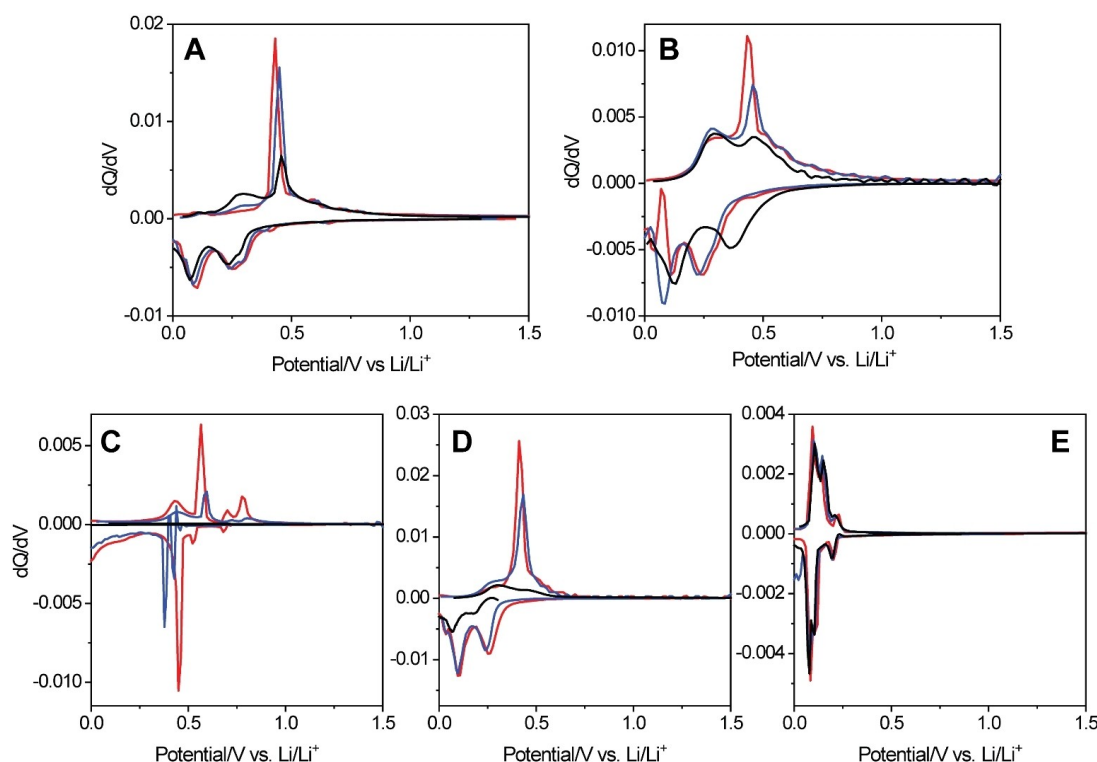 A
0.02
0.01
0.00
-0.01
dQ/dV
0.0 0.5 1.0 1.5
Potential/V vs Li/Li⁺
B
0.010
0.005
0.000
-0.005
-0.010
dQ/dV
0.0 0.5 1.0 1.5
Potential/V vs. Li/Li⁺
C
0.005
0.000
-0.005
-0.010
dQ/dV
0.0 0.5 1.0 1.5
Potential/V vs. Li/Li⁺
D
0.03
0.02
0.01
0.00
-0.01
0.0 0.5 1.0 1.5
Potential/V vs. Li/Li⁺
E
0.004
0.002
0.000
-0.002
-0.004
0.0 0.5 1.0 1.5
Potential/V vs. Li/Li⁺